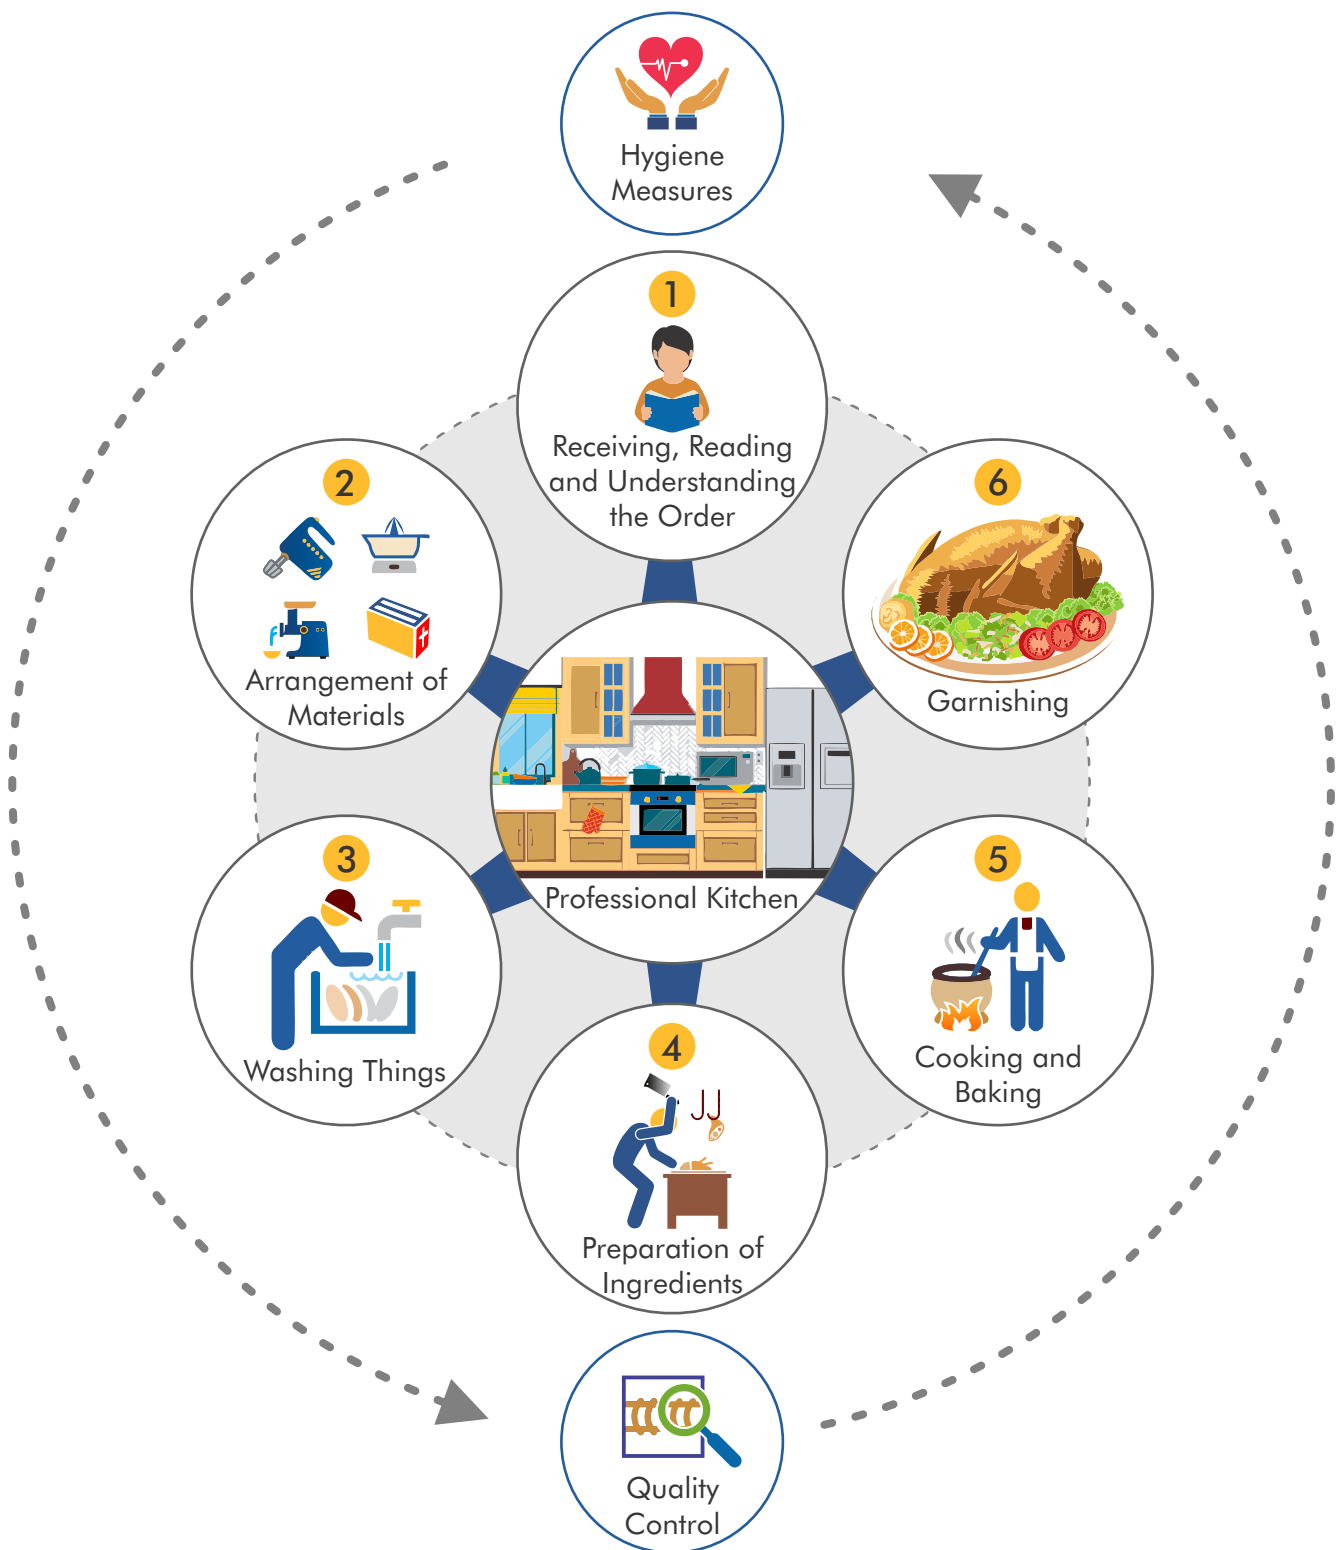 Hygiene
Measures
1
Receiving, Reading
and Understanding
the Order
2
Arrangement of
Materials
3
Washing Things
4
Preparation of
Ingredients
5
Cooking and
Baking
6
Garnishing
Professional Kitchen
Quality
Control